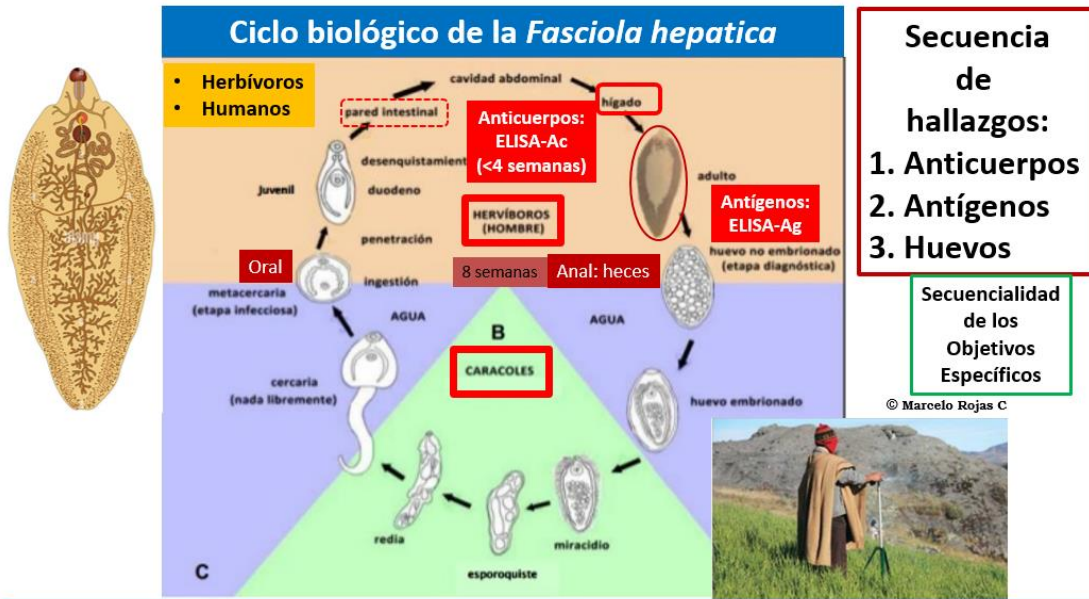 Ciclo biológico de la Fasciola hepatica
• Herbívoros
• Humanos
cavidad abdominal
pared intestinal
hígado
Anticuerpos:
ELISA-Ac
(<4 semanas)
desenquistamient
Juvenil
duodeno
adulto
Antígenos:
ELISA-Ag
HERVÍBOROS
(HOMBRE)
penetración
huevo no embrionado
(etapa diagnóstica)
Oral
8 semanas
Anal: heces
ingestión
metacercaria
(etapa infecciosa)
AGUA
AGUA
B
CARACOLES
cercaria
(nada libremente)
huevo embrionado
redia
miracidio
esporoquiste
C
Secuencia
de
hallazgos:
1. Anticuerpos
2. Antígenos
3. Huevos
Secuencialidad
de los
Objetivos
Específicos
© Marcelo Rojas C